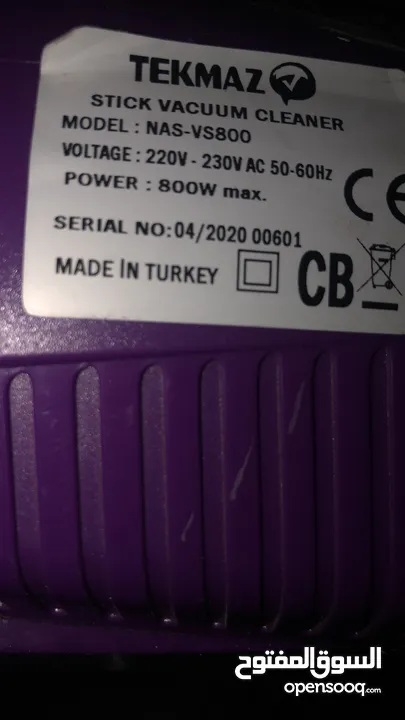 TEKMAZ
STICK VACUUM CLEANER
MODEL : NAS-VS800
VOLTAGE : 220V - 230V AC 50-60Hz
POWER : 800W max.
CE
SERIAL NO:04/2020 00601
MADE İN TURKEY
CB
السوق المفتوح
opensooq.com